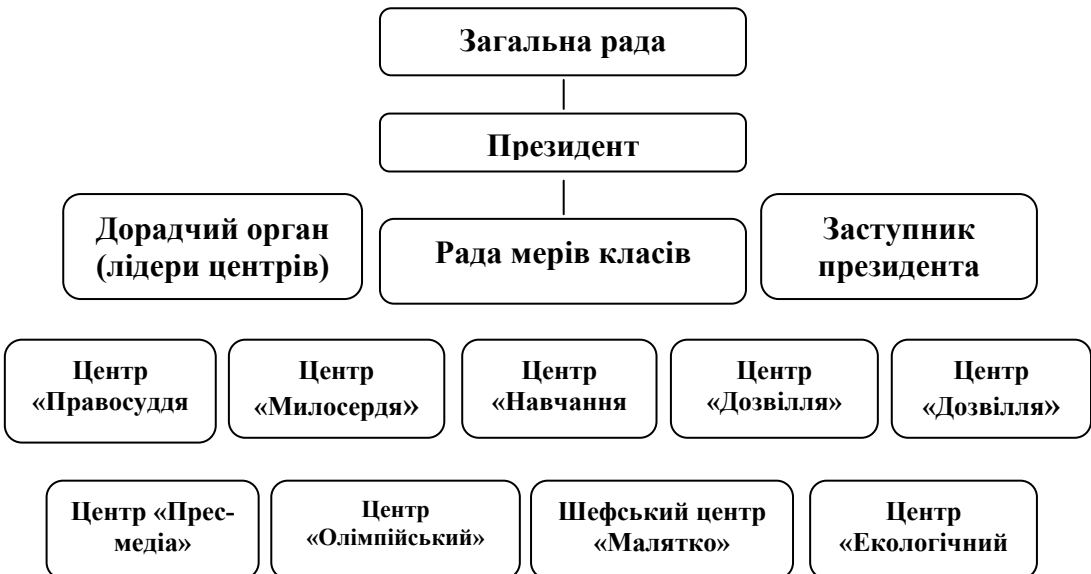 Загальна рада
Президент
Дорадчий орган
(лідери центрів)
Рада мерів класів
Заступник
президента
Центр
«Правосуддя
Центр
«Милосердя»
Центр
«Навчання
Центр
«Дозвілля»
Центр
«Дозвілля»
Центр «Прес-
медіа»
Центр
«Олімпійський»
Шефський центр
«Малятко»
Центр
«Екологічний